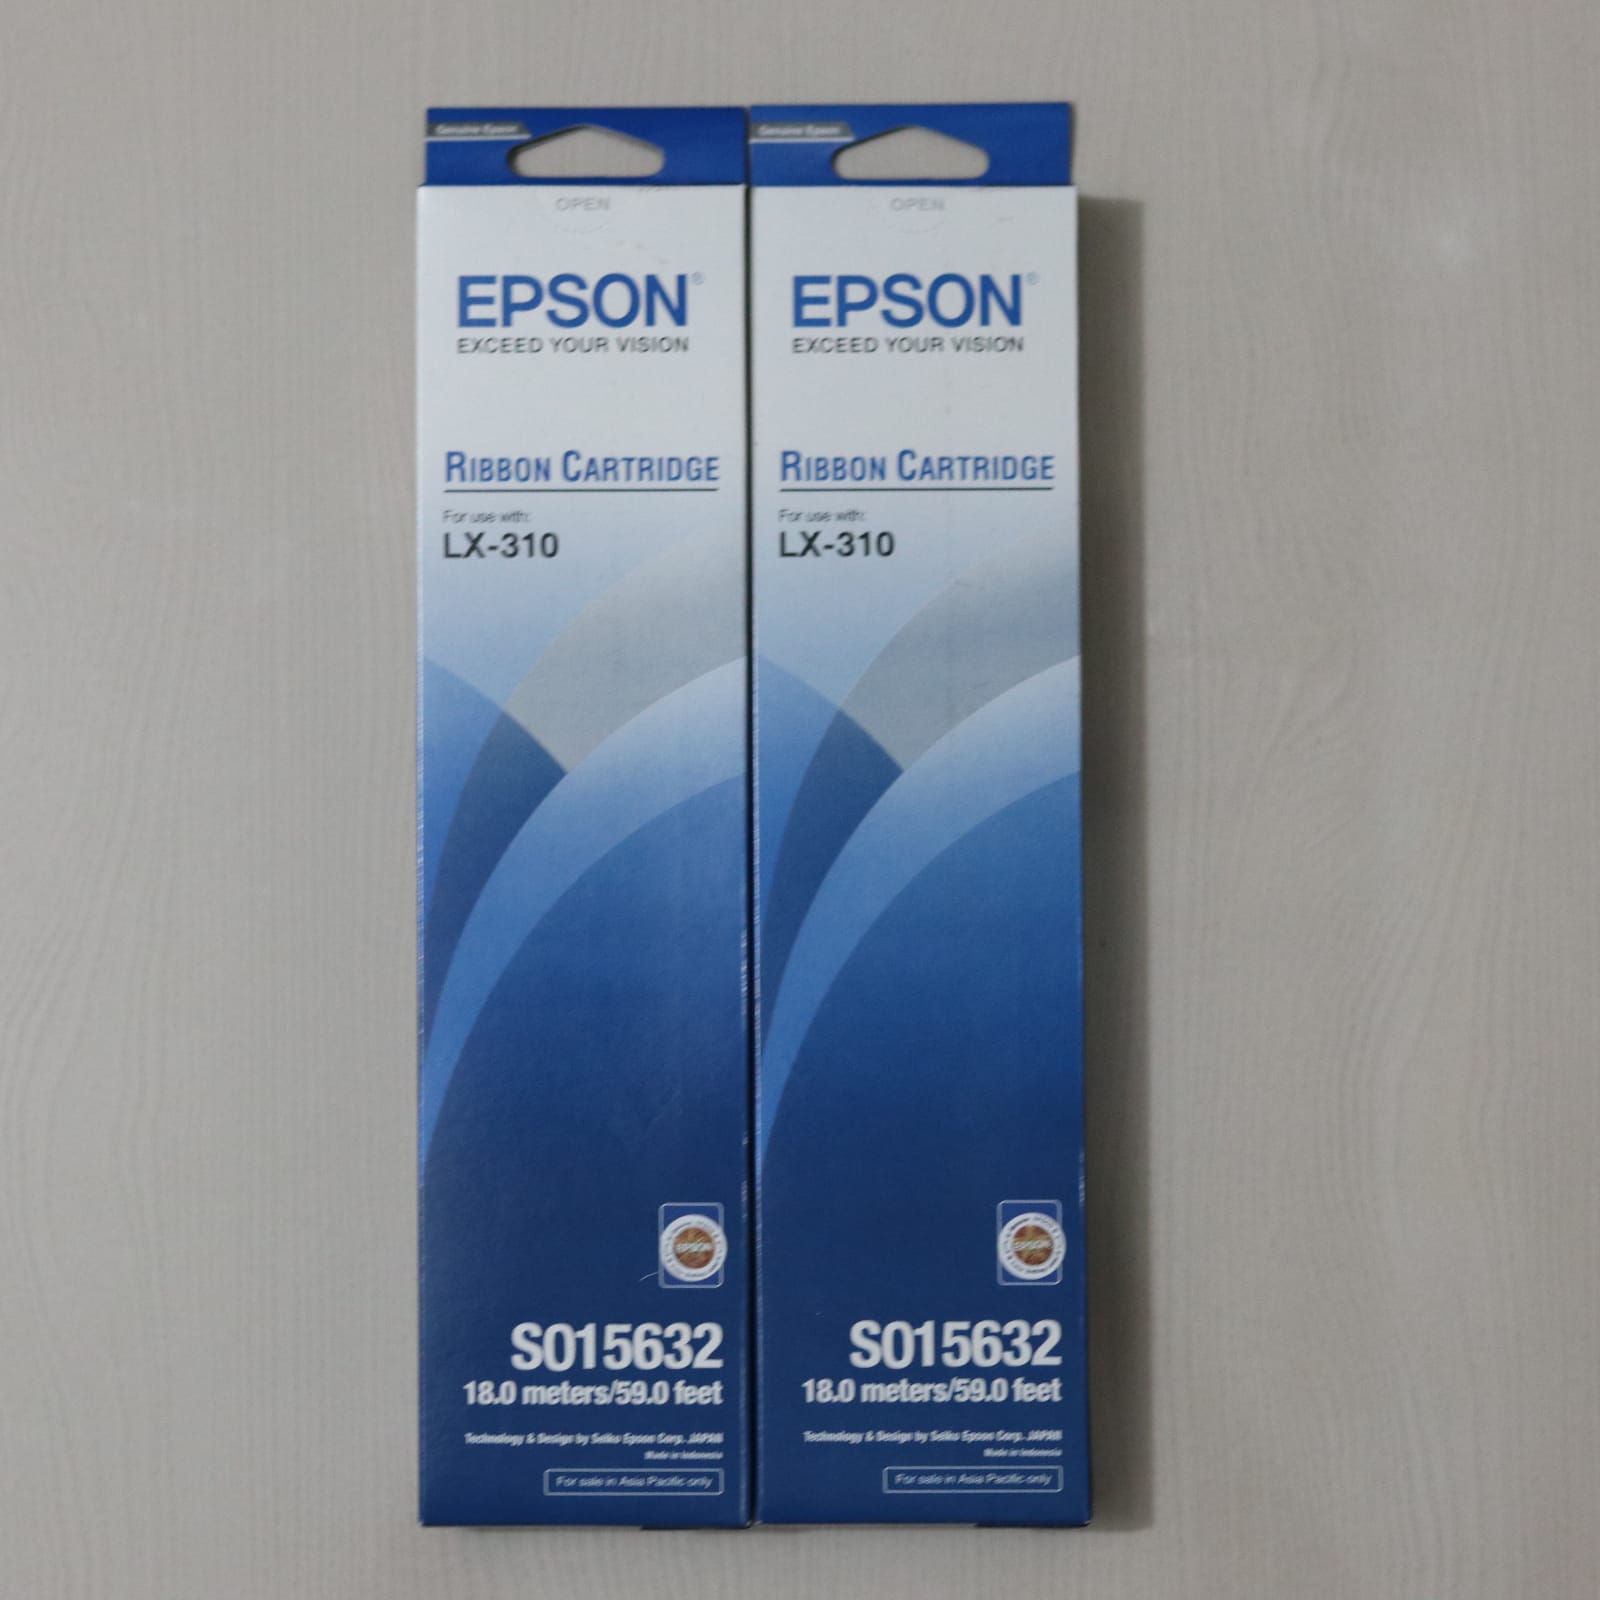 Genuine Epson
OPEN
EPSON®
EXCEED YOUR VISION
RIBBON CARTRIDGE
For use with:
LX-310
EPSON
S015632
18.0 meters/59.0 feet
Technology & Design by Seiko Epson Corp. JAPAN
Made in Indonesia
For sale in Asia Pacific only
Genuine Epson
OPEN
EPSON®
EXCEED YOUR VISION
RIBBON CARTRIDGE
For use with:
LX-310
EPSON
S015632
18.0 meters/59.0 feet
Technology & Design by Seiko Epson Corp. JAPAN
Made in Indonesia
For sale in Asia Pacific only